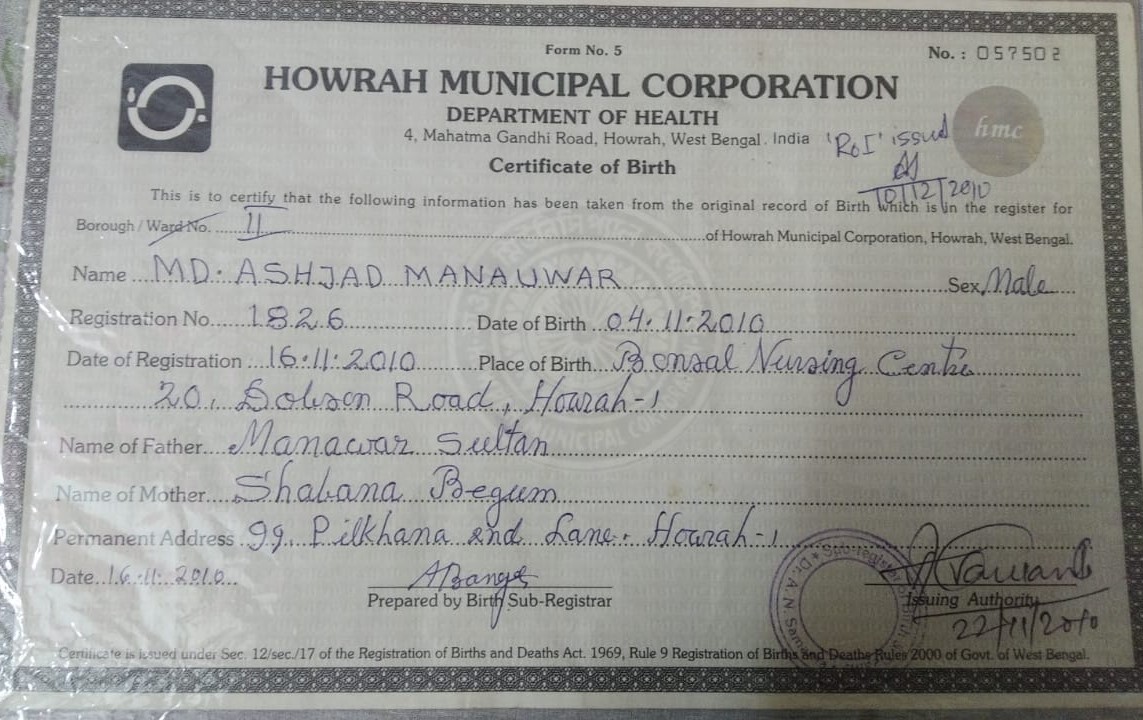 Form No. 5
No. : 057502
HOWRAH MUNICIPAL CORPORATION
DEPARTMENT OF HEALTH
4, Mahatma Gandhi Road, Howrah, West Bengal. India
'RoI' issued
hmc
Certificate of Birth
10/12/2010
This is to certify that the following information has been taken from the original record of Birth which is in the register for
Borough / Ward No. II of Howrah Municipal Corporation, Howrah, West Bengal.
Name MD. ASHJAD MANAUWAR Sex Male
Registration No. 1826 Date of Birth 04.11.2010
Date of Registration 16.11.2010 Place of Birth Bonsal Nursing Centre
20, Dobson Road, Howrah-1
Name of Father Manawar Sultan
Name of Mother Shabana Begum
Permanent Address 99, Pilkhana 2nd Lane. Howrah-1
Date 16.11.2010
Prepared by Birth Sub-Registrar
Issuing Authority
22/11/2010
Certificate is issued under Sec. 12/sec./17 of the Registration of Births and Deaths Act. 1969, Rule 9 Registration of Births and Deaths Rules 2000 of Govt. of West Bengal.